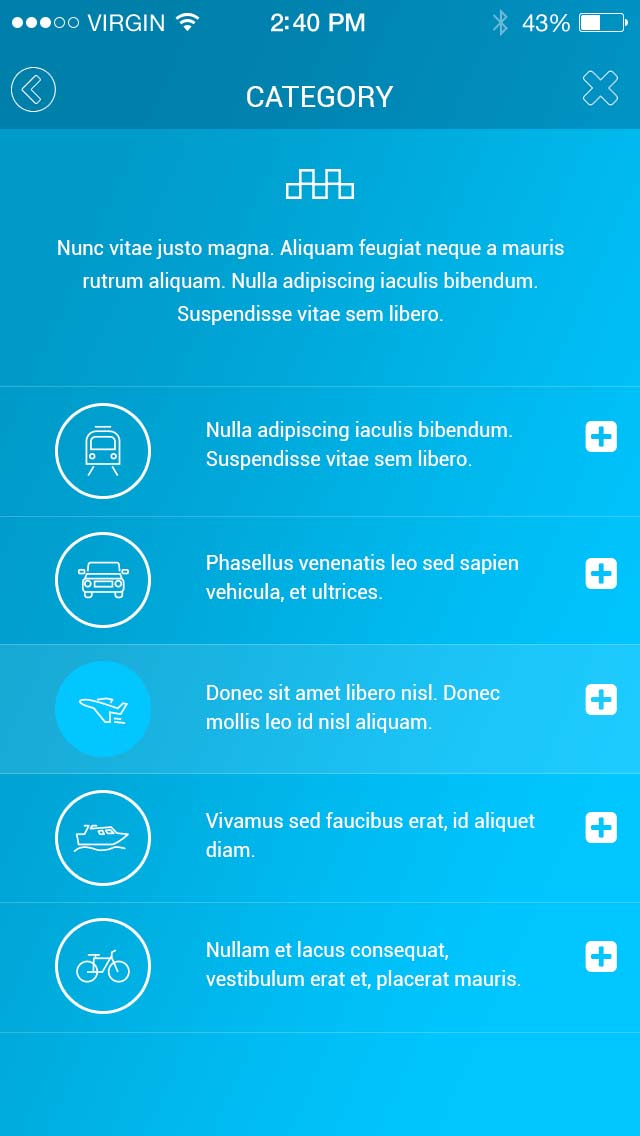 VIRGIN 2:40 PM 43%
CATEGORY
Nunc vitae justo magna. Aliquam feugiat neque a mauris
rutrum aliquam. Nulla adipiscing iaculis bibendum.
Suspendisse vitae sem libero.
Nulla adipiscing iaculis bibendum.
Suspendisse vitae sem libero.
Phasellus venenatis leo sed sapien
vehicula, et ultrices.
Donec sit amet libero nisl. Donec
mollis leo id nisl aliquam.
Vivamus sed faucibus erat, id aliquet
diam.
Nullam et lacus consequat,
vestibulum erat et, placerat mauris.